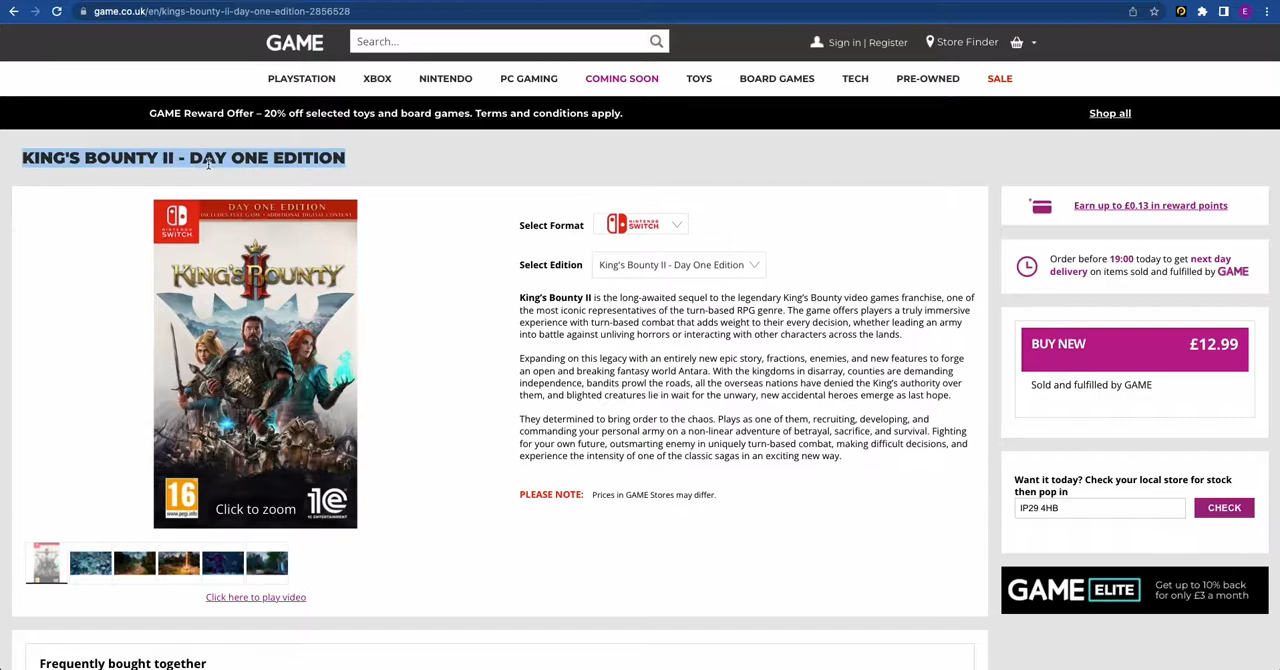 game.co.uk/en/kings-bounty-ii-day-one-edition-2856528
E
GAME
Search...
Sign in | Register
Store Finder
PLAYSTATION
XBOX
NINTENDO
PC GAMING
COMING SOON
TOYS
BOARD GAMES
TECH
PRE-OWNED
SALE
GAME Reward Offer – 20% off selected toys and board games. Terms and conditions apply.
Shop all
KING'S BOUNTY II - DAY ONE EDITION
DAY ONE EDITION
INCLUDES FULL GAME + ADDITIONAL DIGITAL CONTENT
NINTENDO
SWITCH
KING'S BOUNTY
II
16
www.pegi.info
Click to zoom
1C ENTERTAINMENT
Click here to play video
Select Format
NINTENDO
SWITCH
Select Edition
King's Bounty II - Day One Edition
King's Bounty II is the long-awaited sequel to the legendary King's Bounty video games franchise, one of
the most iconic representatives of the turn-based RPG genre. The game offers players a truly immersive
experience with turn-based combat that adds weight to their every decision, whether leading an army
into battle against unliving horrors or interacting with other characters across the lands.
Expanding on this legacy with an entirely new epic story, fractions, enemies, and new features to forge
an open and breaking fantasy world Antara. With the kingdoms in disarray, counties are demanding
independence, bandits prowl the roads, all the overseas nations have denied the King's authority over
them, and blighted creatures lie in wait for the unwary, new accidental heroes emerge as last hope.
They determined to bring order to the chaos. Plays as one of them, recruiting, developing, and
commanding your personal army on a non-linear adventure of betrayal, sacrifice, and survival. Fighting
for your own future, outsmarting enemy in uniquely turn-based combat, making difficult decisions, and
experience the intensity of one of the classic sagas in an exciting new way.
PLEASE NOTE: Prices in GAME Stores may differ.
Earn up to £0.13 in reward points
Order before 19:00 today to get next day
delivery on items sold and fulfilled by GAME
BUY NEW £12.99
Sold and fulfilled by GAME
Want it today? Check your local store for stock
then pop in
IP29 4HB
CHECK
GAME ELITE
Get up to 10% back
for only £3 a month
Frequently bought together